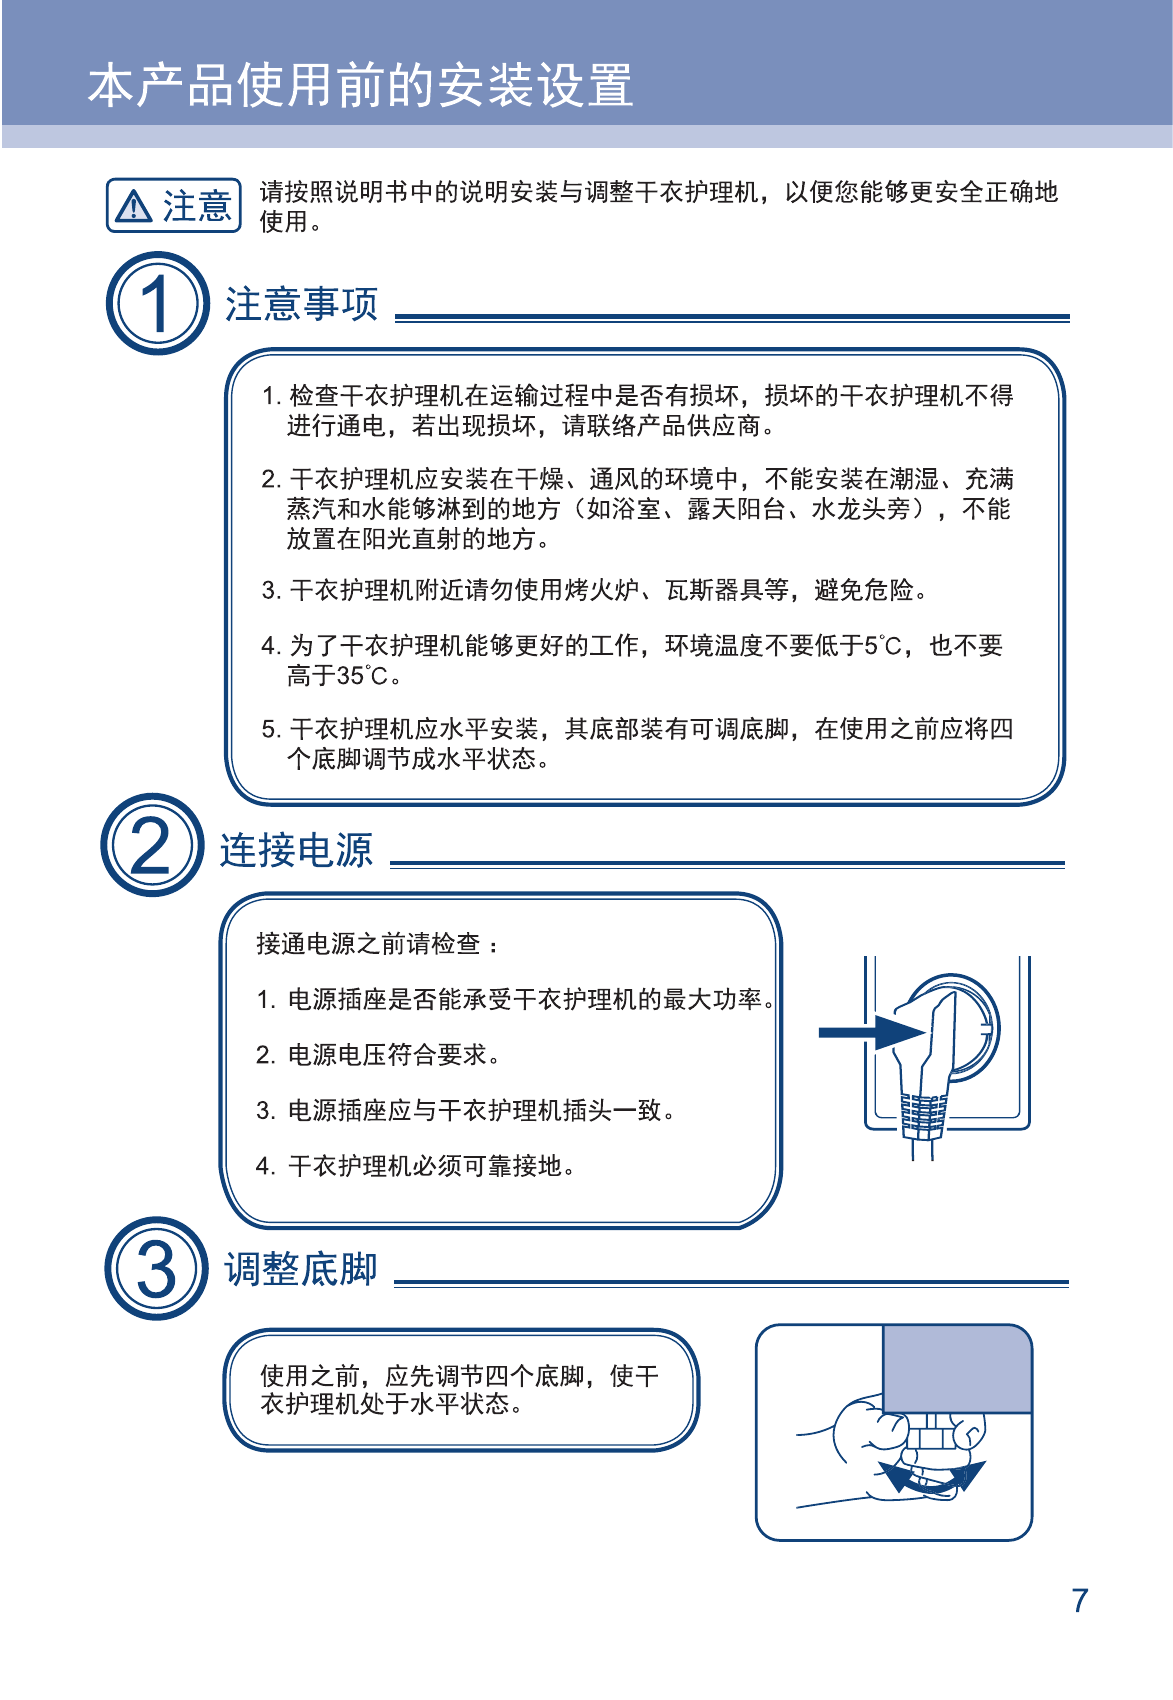 本产品使用前的安装设置
注意
请按照说明书中的说明安装与调整干衣护理机，以便您能够更安全正确地
使用。
1 注意事项
1. 检查干衣护理机在运输过程中是否有损坏，损坏的干衣护理机不得
进行通电，若出现损坏，请联络产品供应商。
2. 干衣护理机应安装在干燥、通风的环境中，不能安装在潮湿、充满
蒸汽和水能够淋到的地方（如浴室、露天阳台、水龙头旁），不能
放置在阳光直射的地方。
3. 干衣护理机附近请勿使用烤火炉、瓦斯器具等，避免危险。
4. 为了干衣护理机能够更好的工作，环境温度不要低于5℃，也不要
高于35℃。
5. 干衣护理机应水平安装，其底部装有可调底脚，在使用之前应将四
个底脚调节成水平状态。
2 连接电源
接通电源之前请检查：
1. 电源插座是否能承受干衣护理机的最大功率。
2. 电源电压符合要求。
3. 电源插座应与干衣护理机插头一致。
4. 干衣护理机必须可靠接地。
3 调整底脚
使用之前，应先调节四个底脚，使干
衣护理机处于水平状态。
7